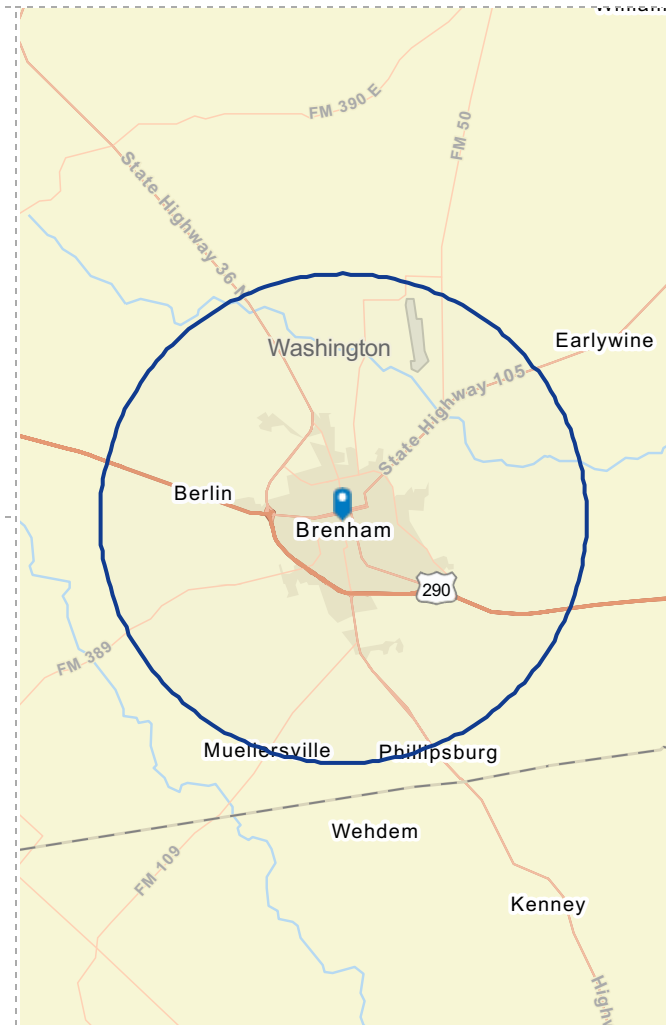 FM 390 E
FM 50
State Highway 36 N
Earlywine
Washington
State Highway 105
Berlin
Brenham
290
FM 389
Muellersville
Phillipsburg
Wehdem
FM 109
Kenney